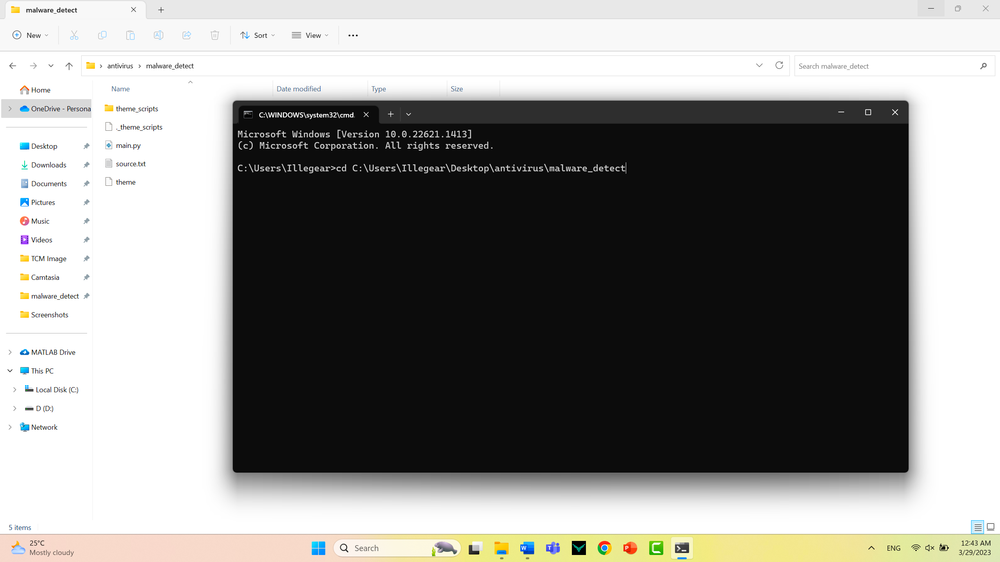 malware_detect
New
Sort
View
antivirus
malware_detect
Search malware_detect
Home
OneDrive - Persona
Desktop
Downloads
Documents
Pictures
Music
Videos
TCM Image
Camtasia
malware_detect
Screenshots
MATLAB Drive
This PC
Local Disk (C:)
D (D:)
Network
Name
Date modified
Type
Size
theme_scripts
._theme_scripts
main.py
source.txt
theme
C:\WINDOWS\system32\cmd.
Microsoft Windows [Version 10.0.22621.1413]
(c) Microsoft Corporation. All rights reserved.
C:\Users\Illegear>cd C:\Users\Illegear\Desktop\antivirus\malware_detect
5 items
25°C
Mostly cloudy
Search
ENG
12:43 AM
3/29/2023